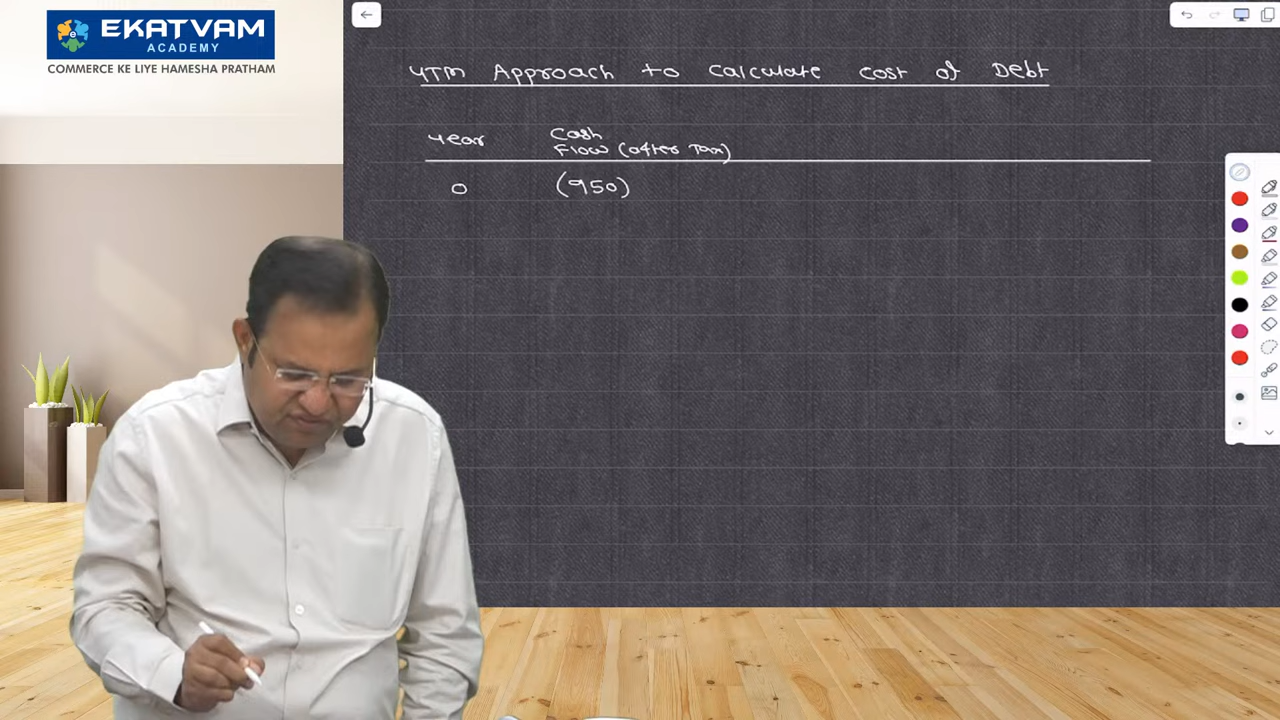 EKATVAM
ACADEMY
COMMERCE KE LIYE HAMESHA PRATHAM
YTM Approach to calculate cost of Debt
Year Cash Flow (after Tax)
0 (950)